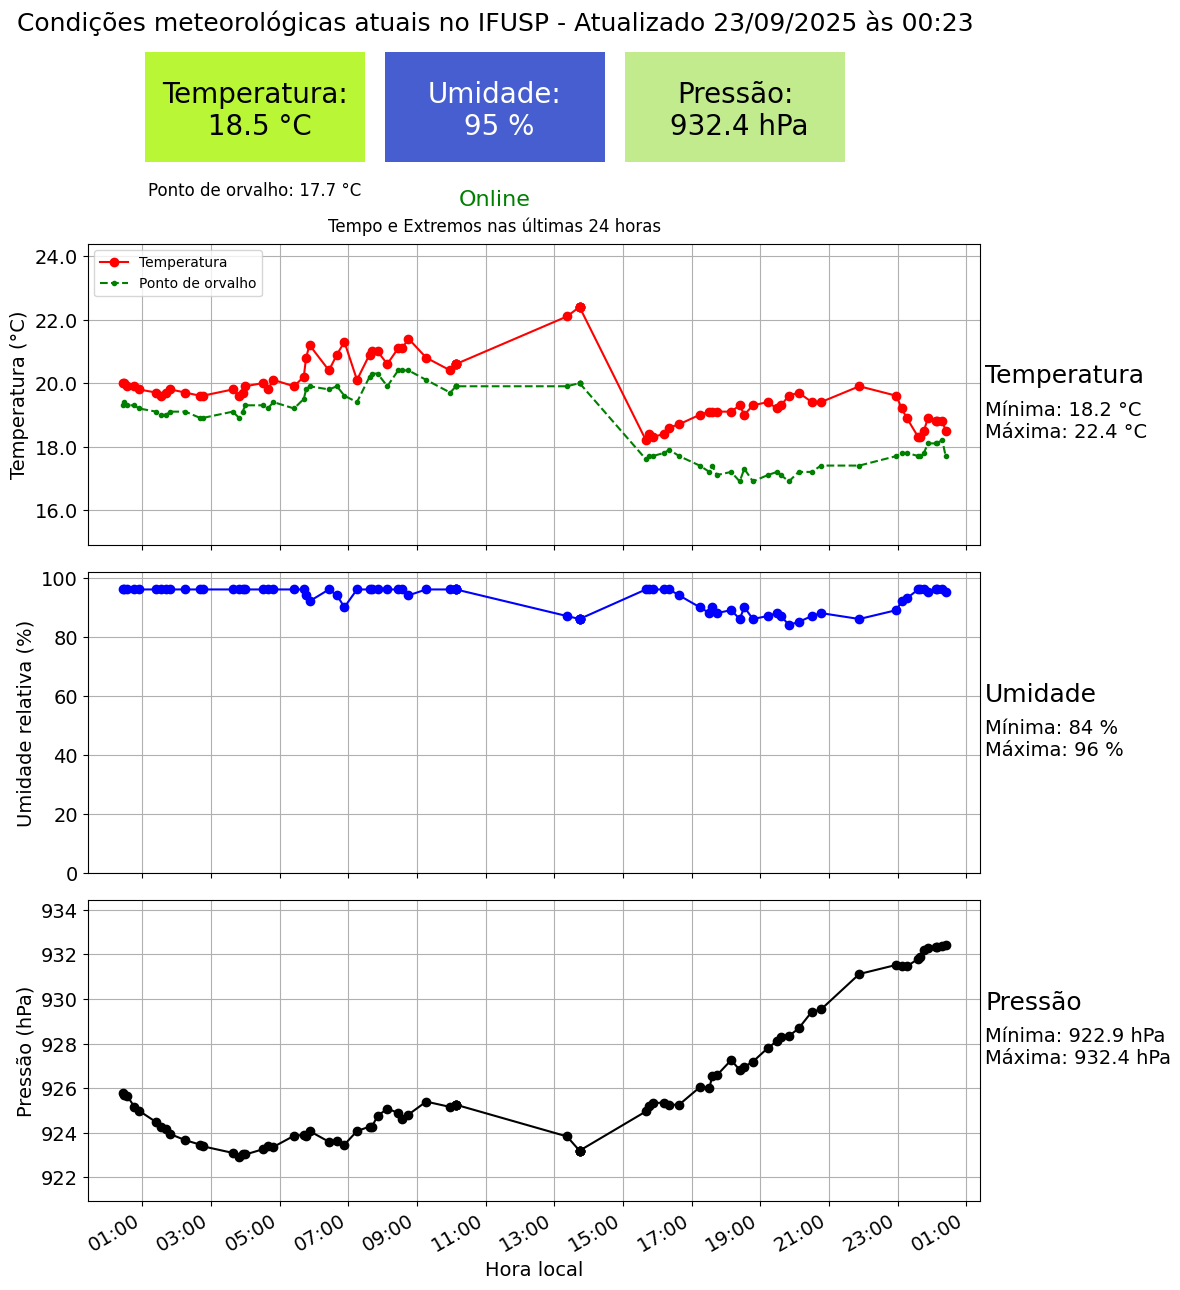 Condições meteorológicas atuais no IFUSP - Atualizado 23/09/2025 às 00:23
Temperatura:
18.5 °C
Umidade:
95 %
Pressão:
932.4 hPa
Ponto de orvalho: 17.7 °C
Online
Tempo e Extremos nas últimas 24 horas
Temperatura
Ponto de orvalho
Temperatura (°C)
24.0
22.0
20.0
18.0
16.0
Temperatura
Mínima: 18.2 °C
Máxima: 22.4 °C
Umidade relativa (%)
100
80
60
40
20
0
Umidade
Mínima: 84 %
Máxima: 96 %
Pressão (hPa)
934
932
930
928
926
924
922
Pressão
Mínima: 922.9 hPa
Máxima: 932.4 hPa
01:00 03:00 05:00 07:00 09:00 11:00 13:00 15:00 17:00 19:00 21:00 23:00 01:00
Hora local